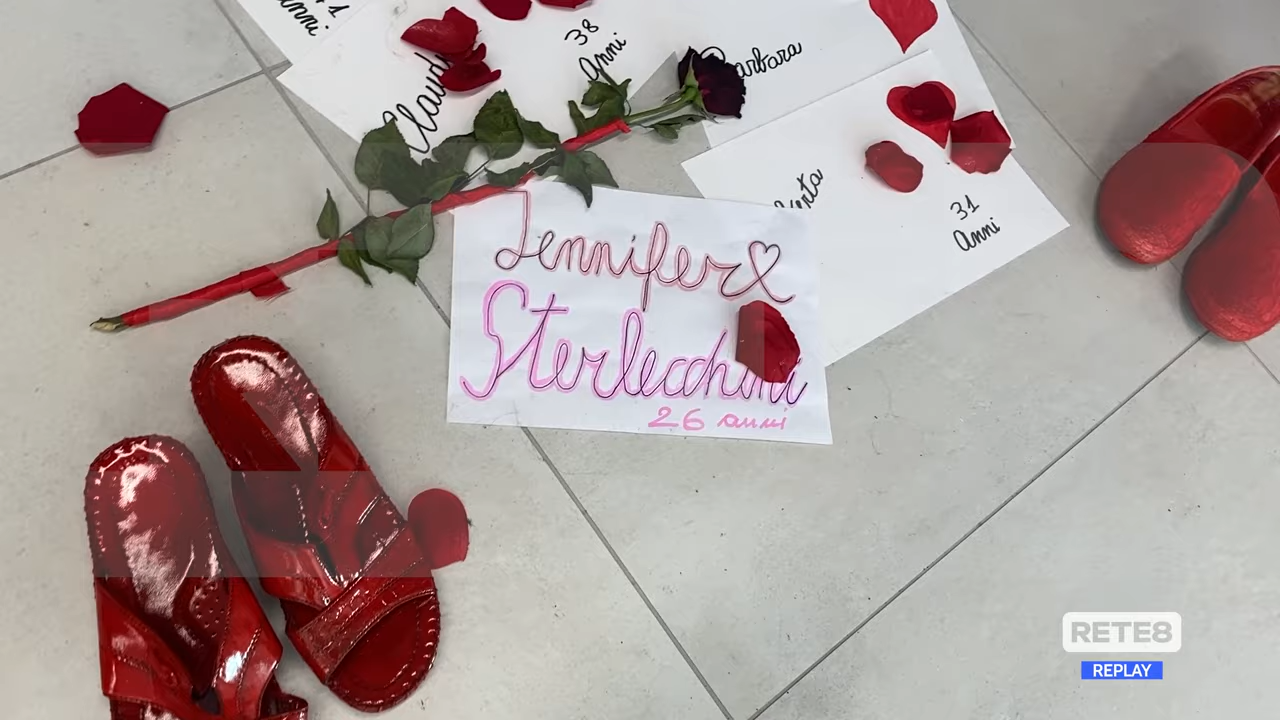 Anni
38
Anni
Barbara
31
Anni
Jennifer
Sterlecchini
26 anni
RETE8
REPLAY